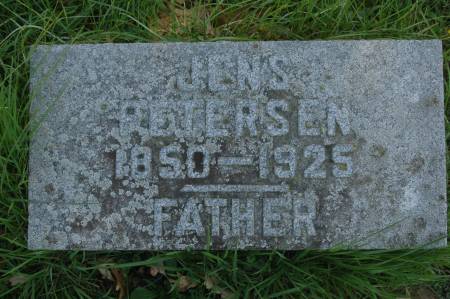 JENS
PETERSEN
1850—1925
FATHER